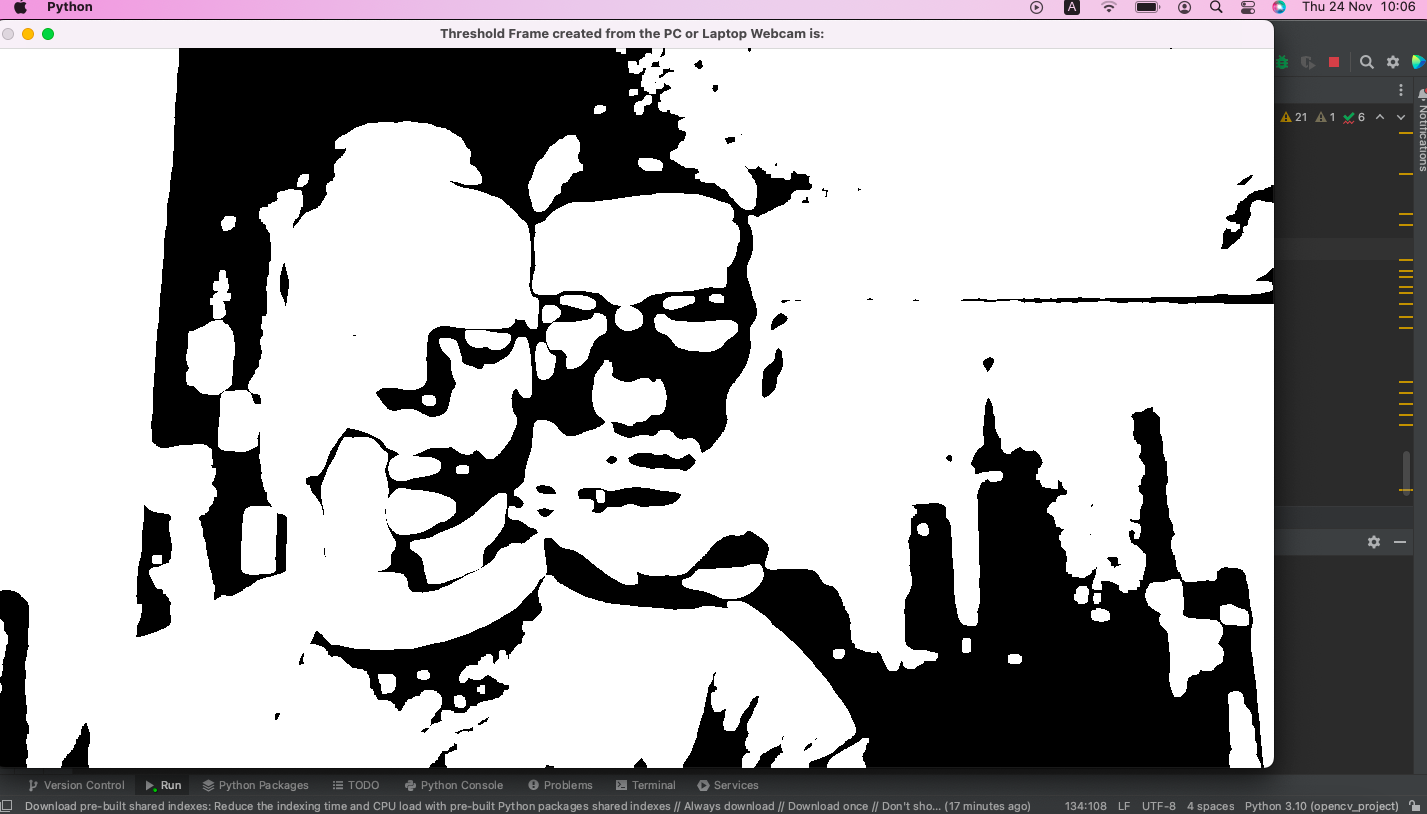 Python
A
Thu 24 Nov 10:06
Threshold Frame created from the PC or Laptop Webcam is:
21 1 6
Notifications
Version Control Run Python Packages TODO Python Console Problems Terminal Services
Download pre-built shared indexes: Reduce the indexing time and CPU load with pre-built Python packages shared indexes // Always download // Download once // Don't sho... (17 minutes ago) 134:108 LF UTF-8 4 spaces Python 3.10 (opencv_project)